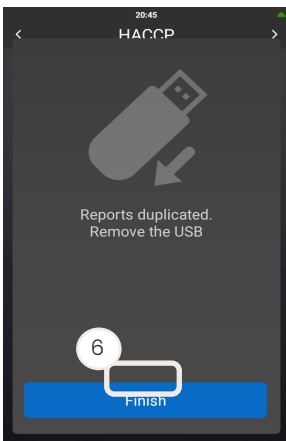 20:45
HACCP
Reports duplicated.
Remove the USB
6
Finish